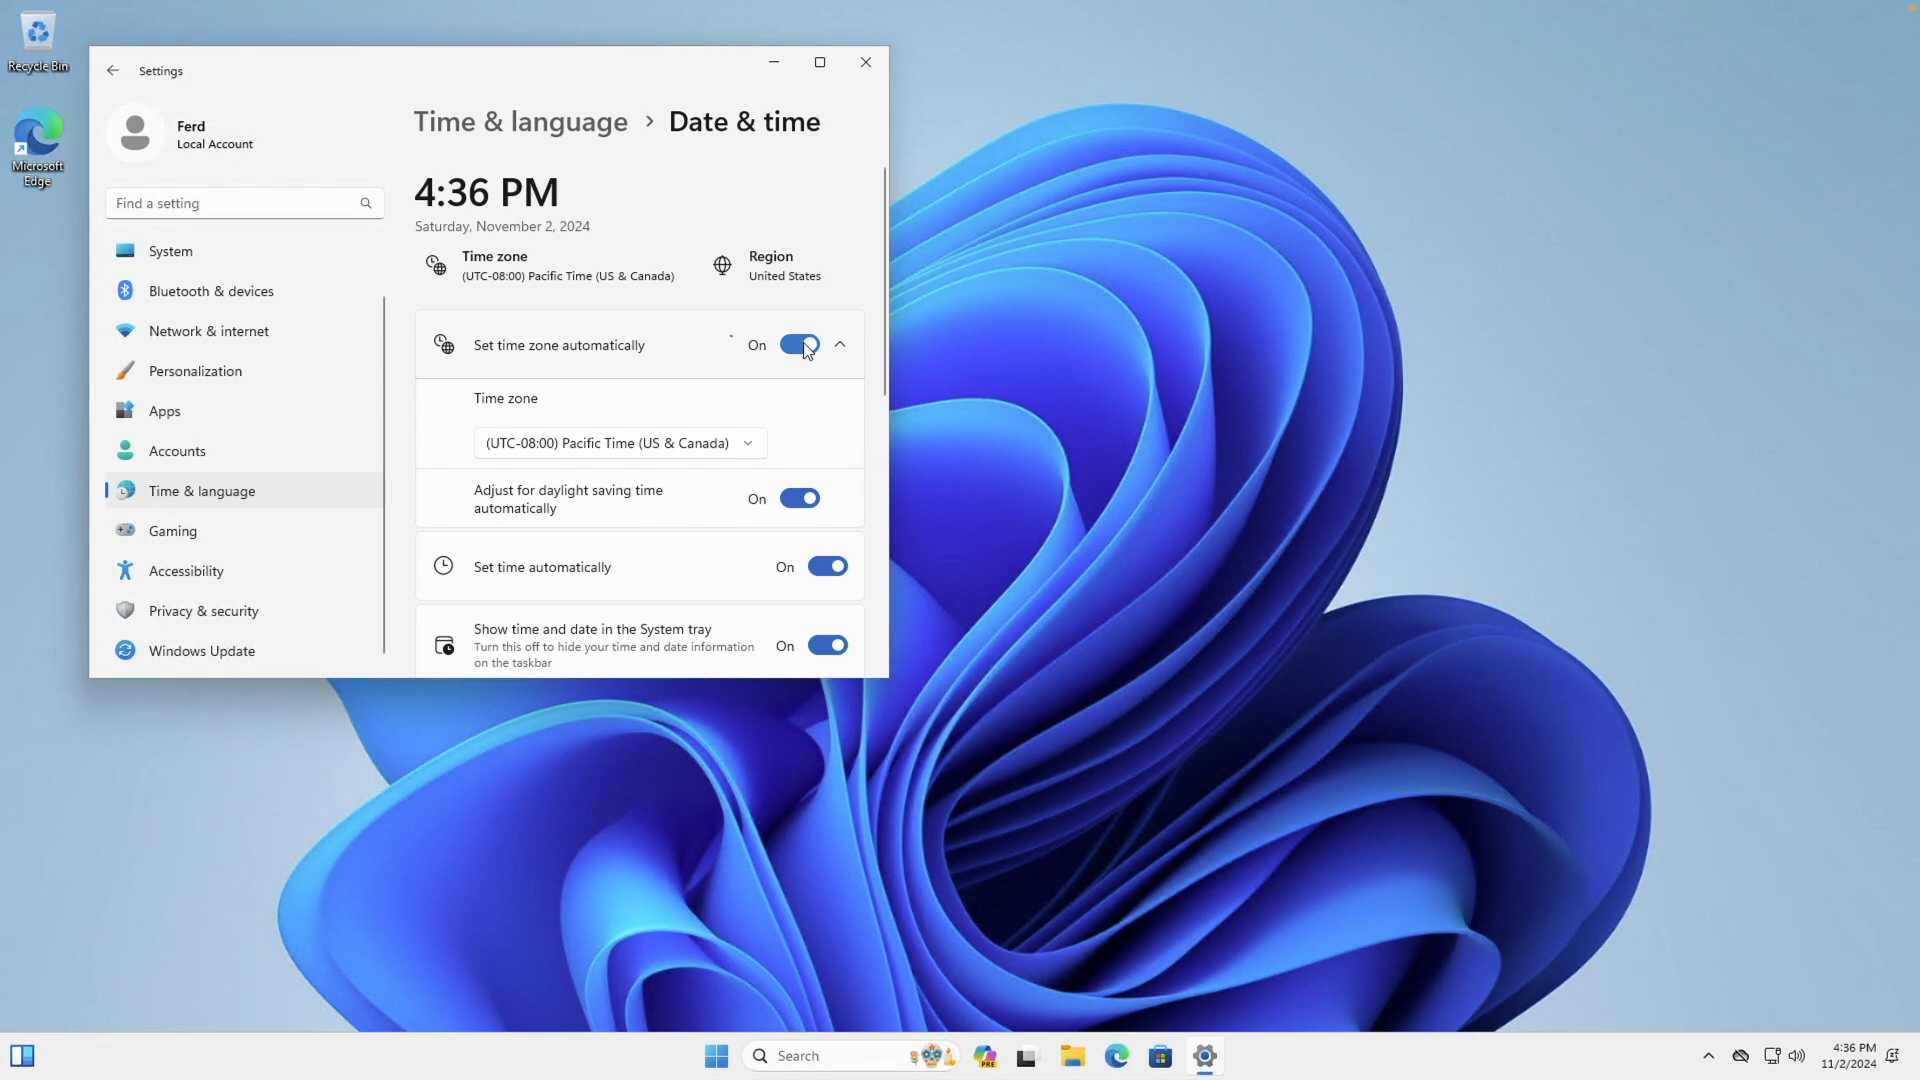 Recycle Bin
Microsoft
Edge
Settings
Ferd
Local Account
Find a setting
System
Bluetooth & devices
Network & internet
Personalization
Apps
Accounts
Time & language
Gaming
Accessibility
Privacy & security
Windows Update
Time & language > Date & time
4:36 PM
Saturday, November 2, 2024
Time zone
(UTC-08:00) Pacific Time (US & Canada)
Region
United States
Set time zone automatically
On
Time zone
(UTC-08:00) Pacific Time (US & Canada)
Adjust for daylight saving time
automatically
On
Set time automatically
On
Show time and date in the System tray
Turn this off to hide your time and date information
on the taskbar
On
Search
PRE
4:36 PM
11/2/2024